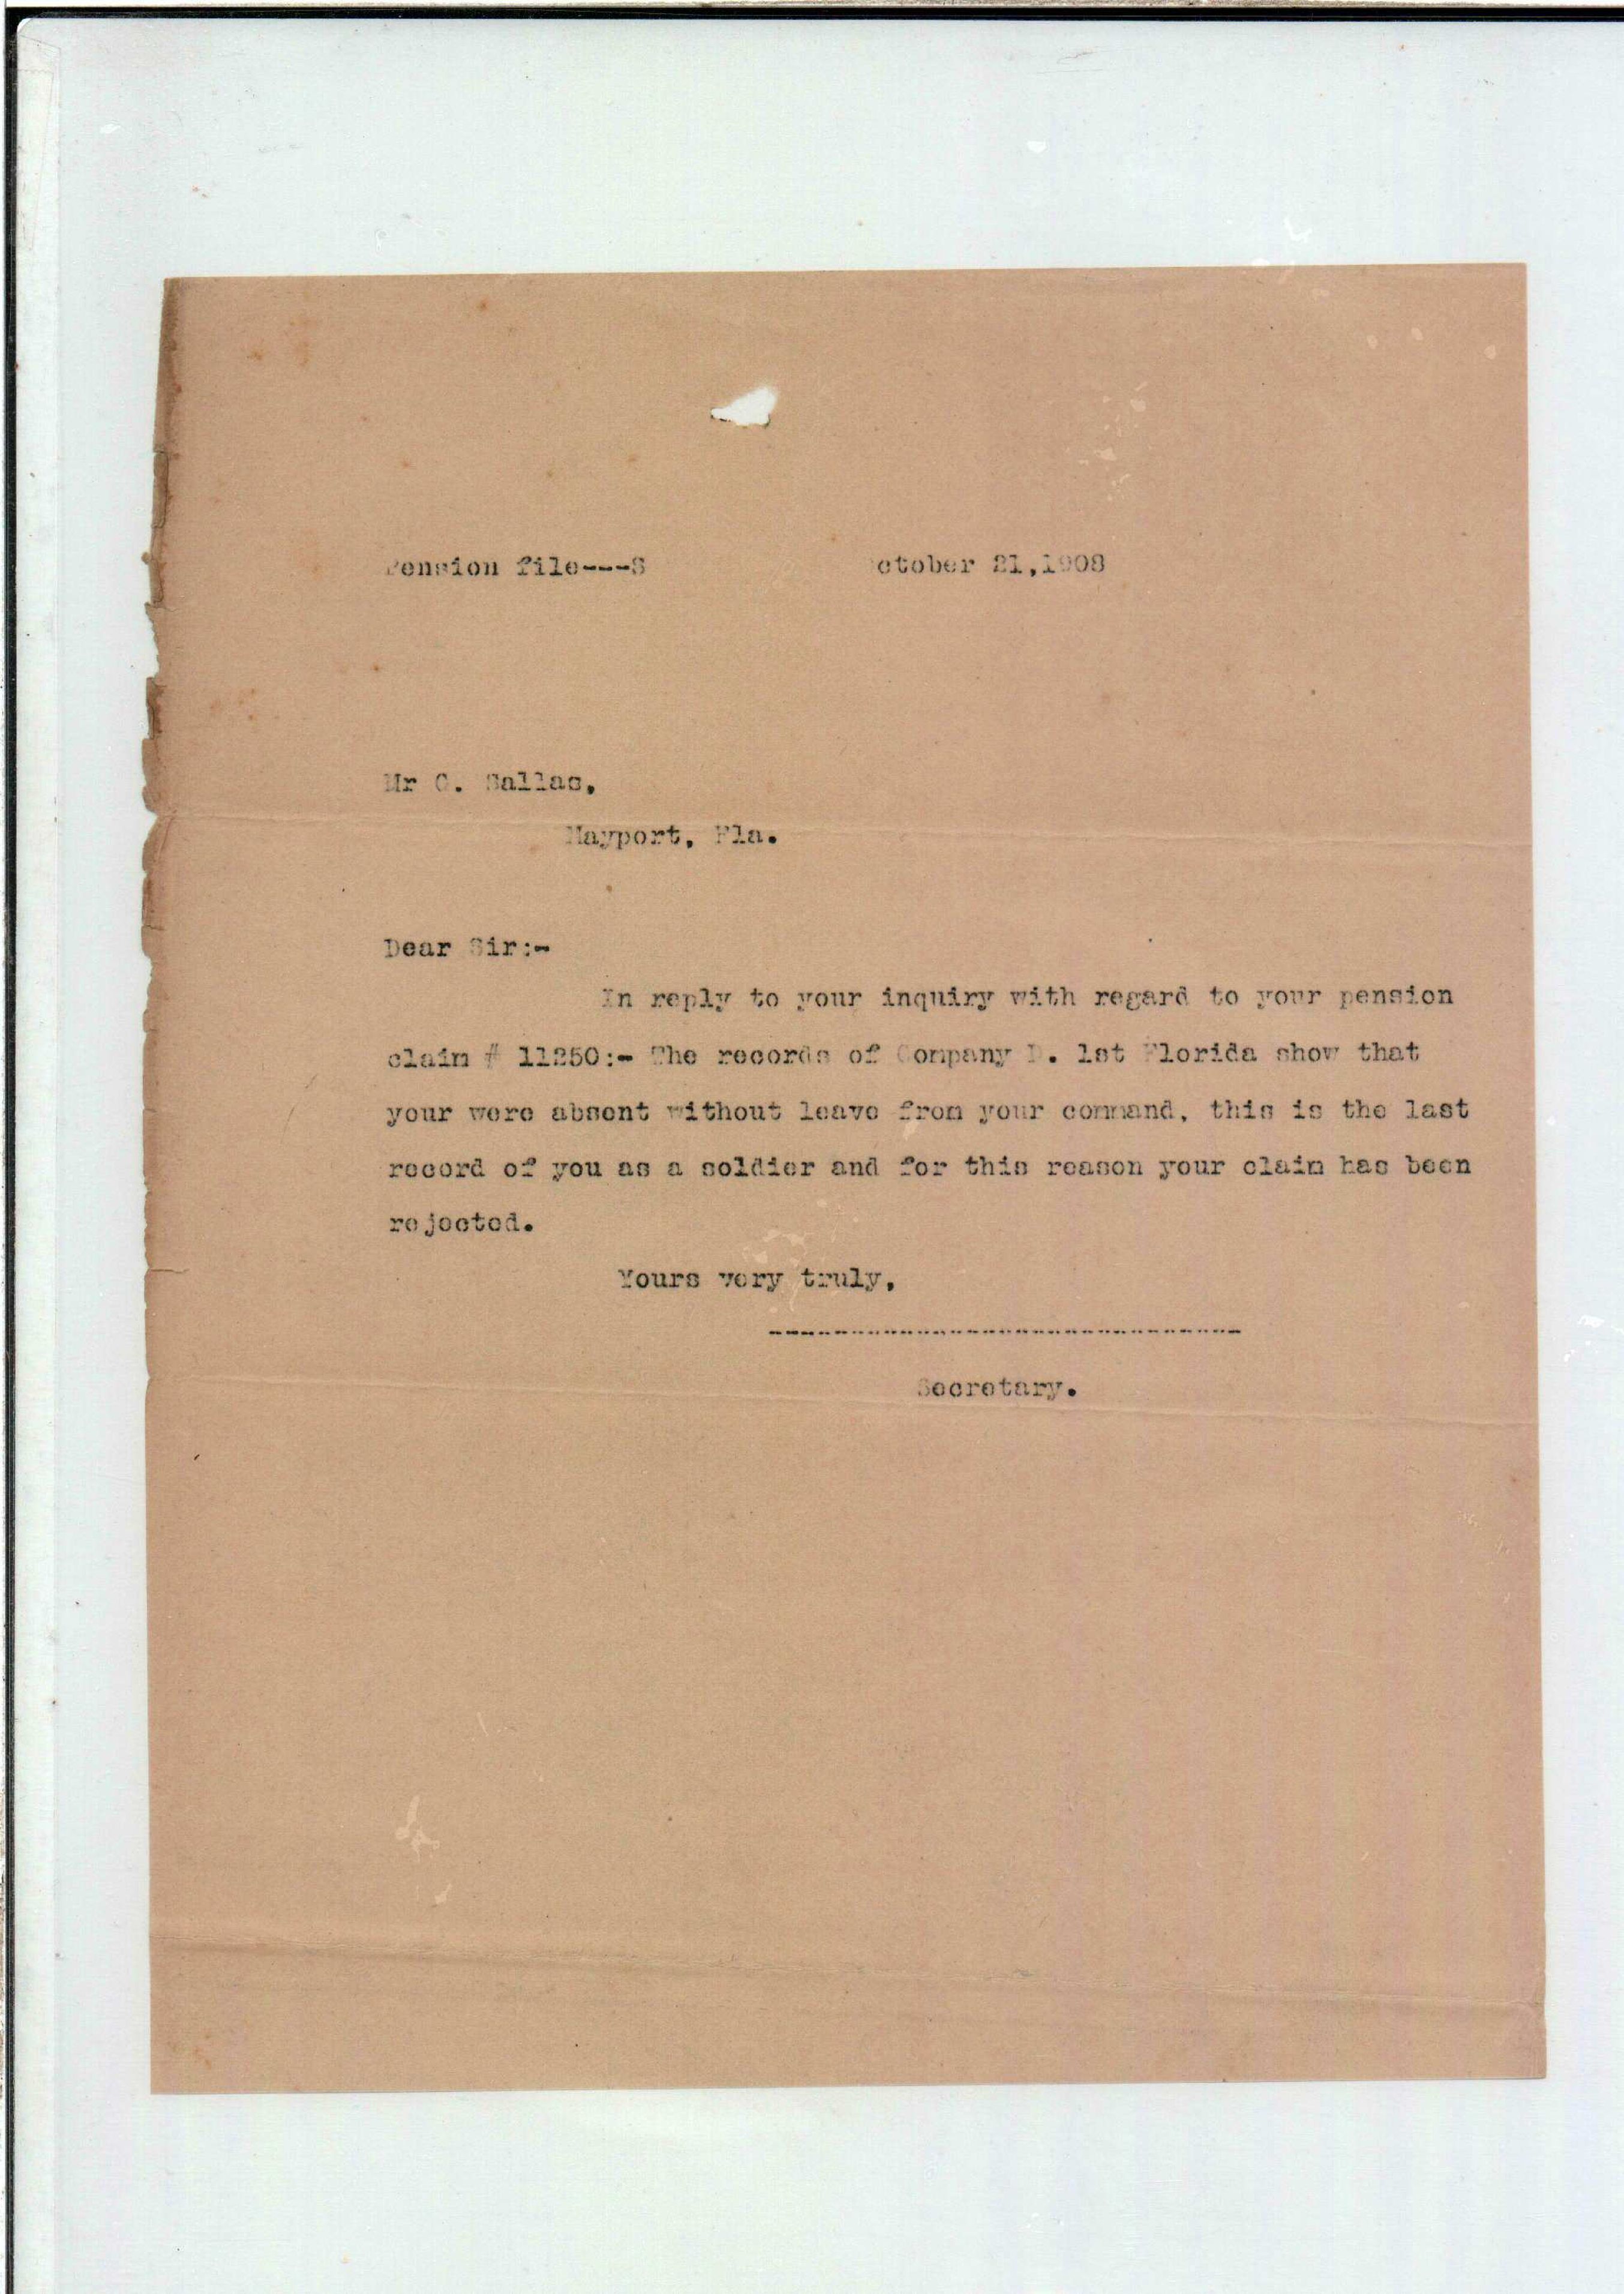 Pension file---S October 21,1908
Mr C. Sallas,
Mayport, Fla.
Dear Sir:-
In reply to your inquiry with regard to your pension
claim # 11250:- The records of Company D. 1st Florida show that
your were absent without leave from your command, this is the last
record of you as a soldier and for this reason your claim has been
rejected.
Yours very truly,
-----------------------------
Secretary.